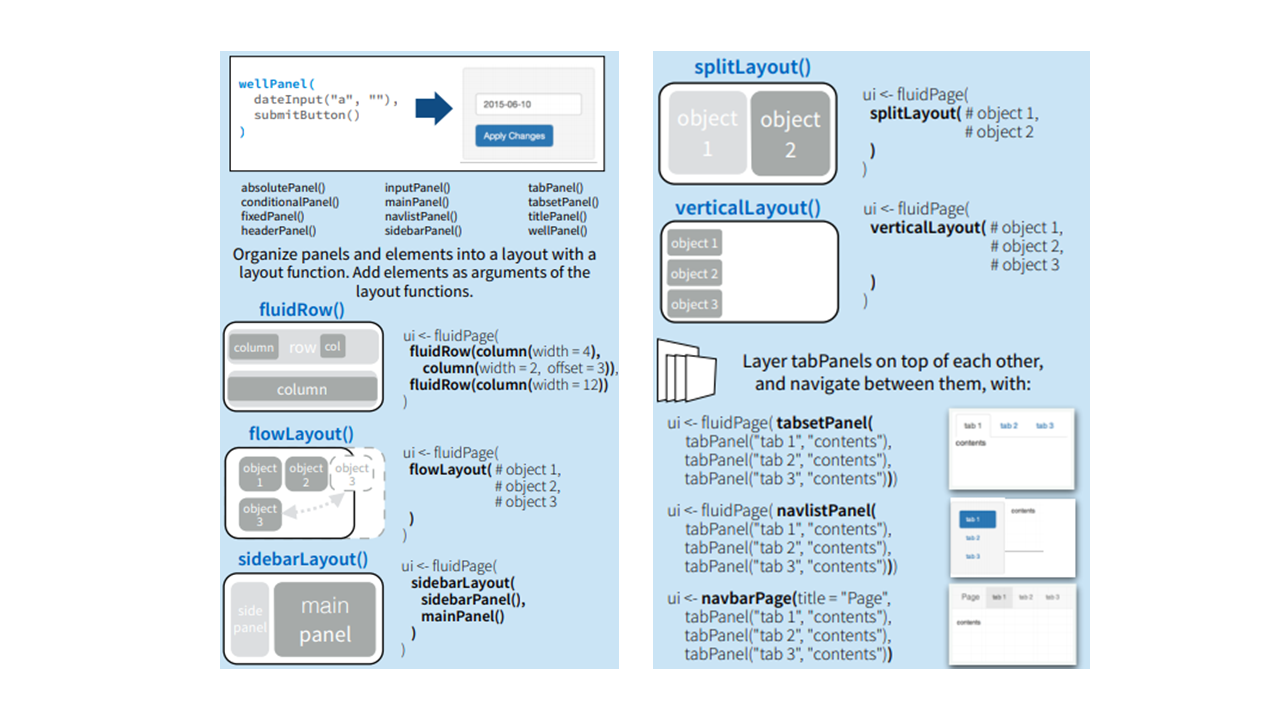 wellPanel(
dateInput("a", ""),
submitButton()
)
2015-06-10
Apply Changes
absolutePanel() inputPanel() tabPanel()
conditionalPanel() mainPanel() tabsetPanel()
fixedPanel() navlistPanel() titlePanel()
headerPanel() sidebarPanel() wellPanel()
Organize panels and elements into a layout with a
layout function. Add elements as arguments of the
layout functions.
fluidRow()
column row col
column
ui <- fluidPage(
fluidRow(column(width = 4),
column(width = 2, offset = 3)),
fluidRow(column(width = 12))
)
flowLayout()
object 1
object 2
object 3
object 3
ui <- fluidPage(
flowLayout( # object 1,
# object 2,
# object 3
)
)
sidebarLayout()
side panel
main panel
ui <- fluidPage(
sidebarLayout(
sidebarPanel(),
mainPanel()
)
)
splitLayout()
object 1
object 2
ui <- fluidPage(
splitLayout( # object 1,
# object 2
)
)
verticalLayout()
object 1
object 2
object 3
ui <- fluidPage(
verticalLayout( # object 1,
# object 2,
# object 3
)
)
Layer tabPanels on top of each other,
and navigate between them, with:
ui <- fluidPage( tabsetPanel(
tabPanel("tab 1", "contents"),
tabPanel("tab 2", "contents"),
tabPanel("tab 3", "contents")))
tab 1 tab 2 tab 3
contents
ui <- fluidPage( navlistPanel(
tabPanel("tab 1", "contents"),
tabPanel("tab 2", "contents"),
tabPanel("tab 3", "contents")))
tab 1 contents
tab 2
tab 3
ui <- navbarPage(title = "Page",
tabPanel("tab 1", "contents"),
tabPanel("tab 2", "contents"),
tabPanel("tab 3", "contents"))
Page tab 1 tab 2 tab 3
contents